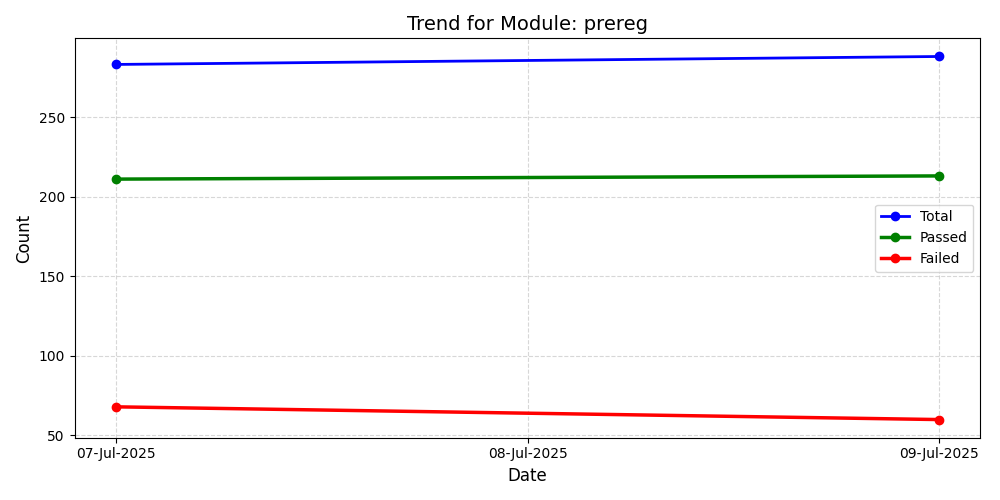 Trend for Module: prereg
Count
250
200
150
100
50
Total
Passed
Failed
07-Jul-2025
08-Jul-2025
09-Jul-2025
Date